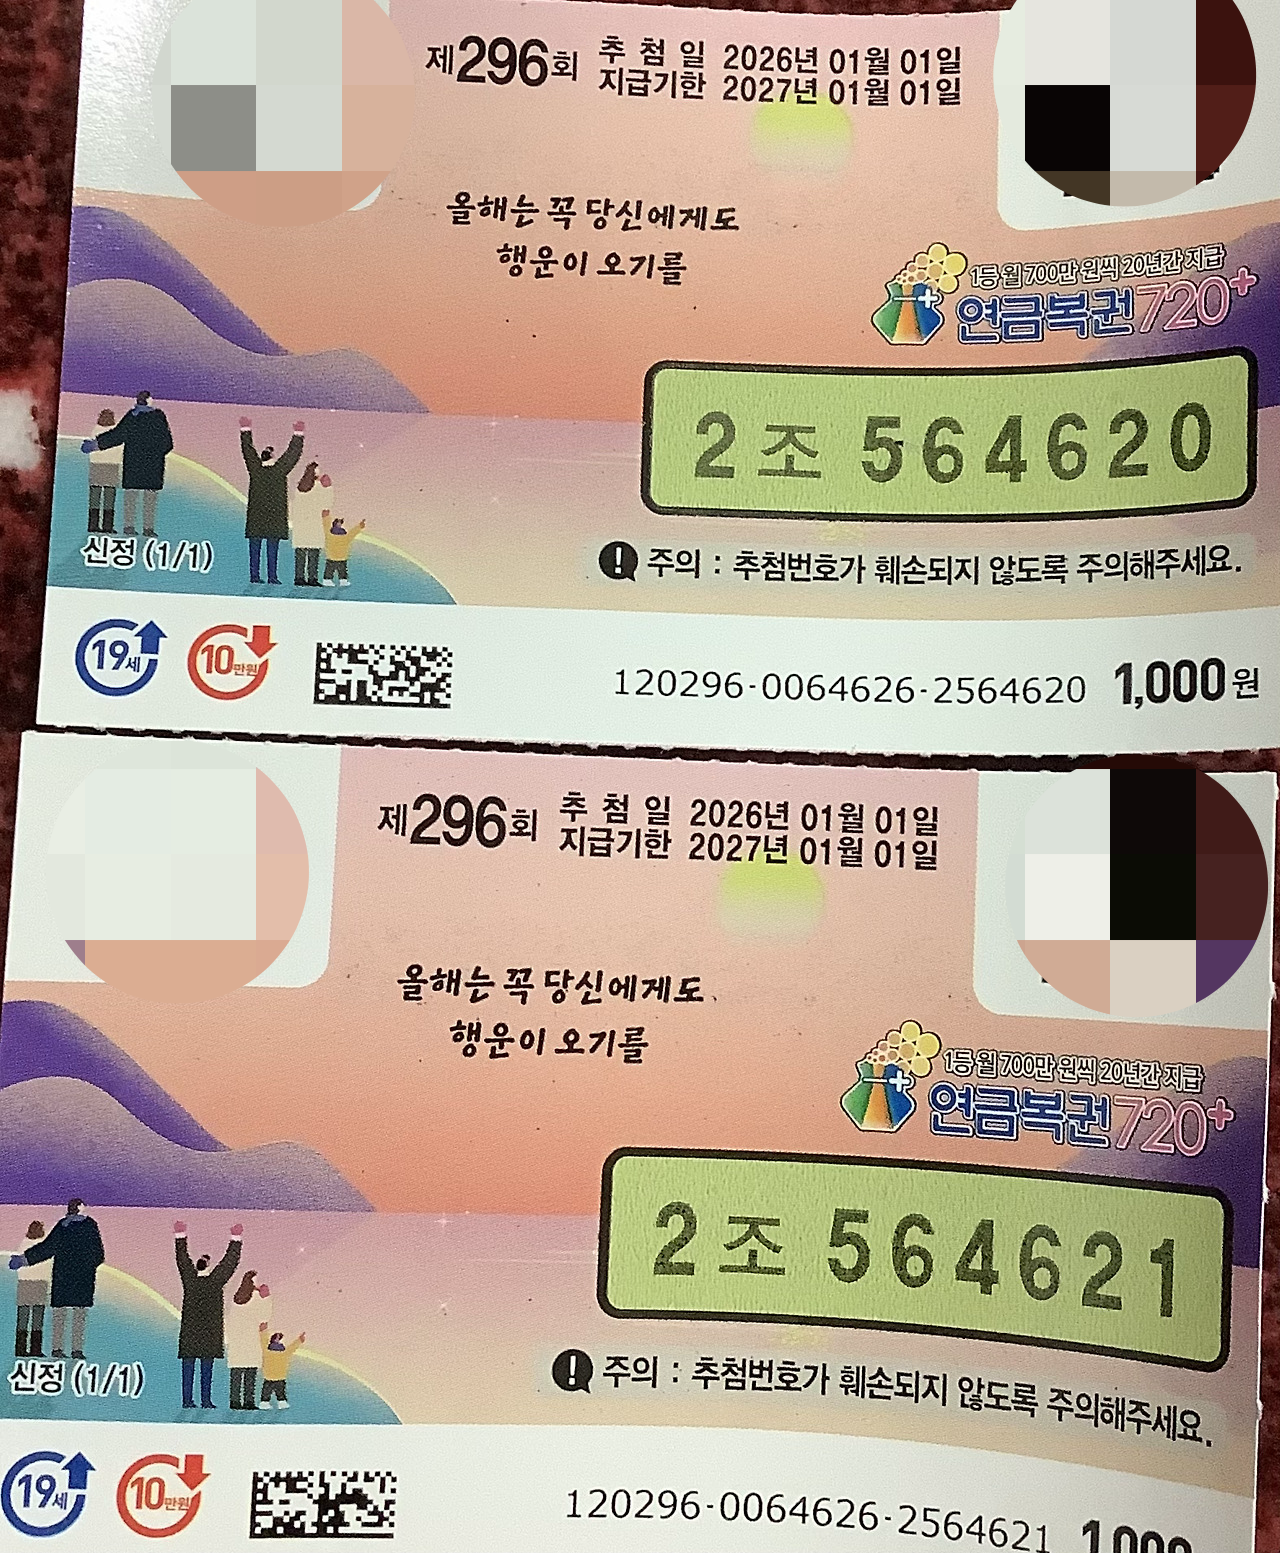 제296회 추 첨 일 2026년 01월 01일
지급기한 2027년 01월 01일
올해는 꼭 당신에게도
행운이 오기를
1등 월 700만 원씩 20년간 지급
연금복권720+
2조 564620
신정 (1/1)
! 주의 : 추첨번호가 훼손되지 않도록 주의해주세요.
19세 10만원 120296-0064626-2564620 1,000원
제296회 추 첨 일 2026년 01월 01일
지급기한 2027년 01월 01일
올해는 꼭 당신에게도
행운이 오기를
1등 월 700만 원씩 20년간 지급
연금복권720+
2조 564621
신정 (1/1)
! 주의 : 추첨번호가 훼손되지 않도록 주의해주세요.
19세 10만원 120296-0064626-2564621